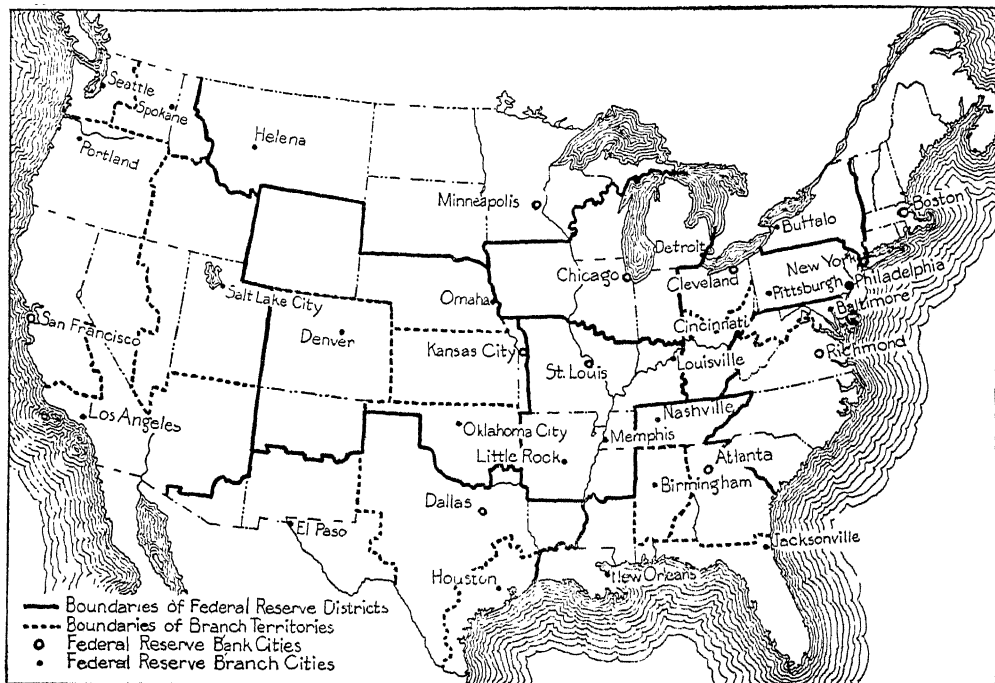 Seattle
Spokane
Portland
Helena
Minneapolis
Buffalo
Boston
Detroit
New York
Chicago
Cleveland
Philadelphia
Pittsburgh
Omaha
Baltimore
Salt Lake City
Cincinnati
San Francisco
Denver
Kansas City
Richmond
St. Louis
Louisville
Los Angeles
Nashville
Oklahoma City
Memphis
Little Rock
Atlanta
Birmingham
Dallas
El Paso
Jacksonville
Houston
New Orleans
Boundaries of Federal Reserve Districts
Boundaries of Branch Territories
Federal Reserve Bank Cities
Federal Reserve Branch Cities